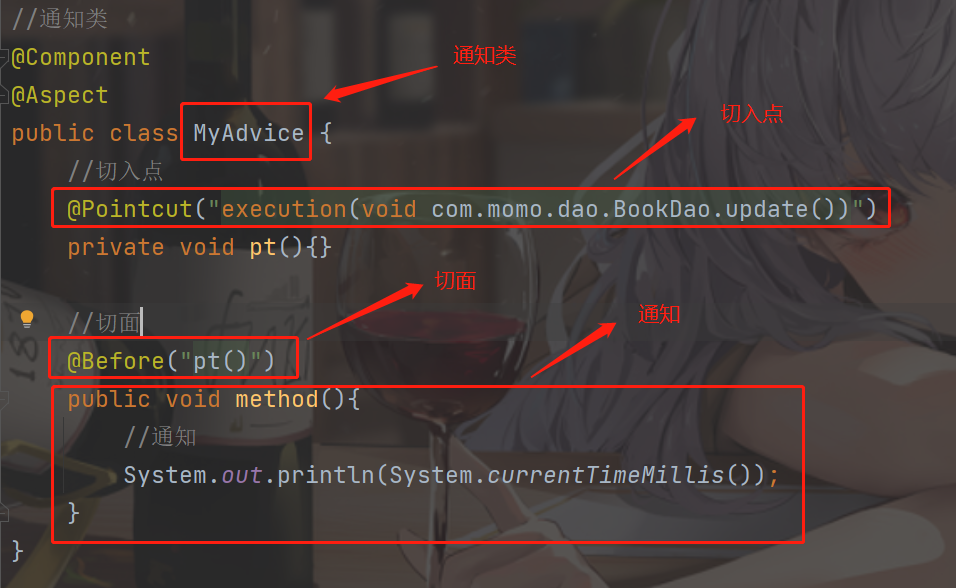 //通知类
@Component
通知类
@Aspect
切入点
public class MyAdvice {
//切入点
@Pointcut("execution(void com.momo.dao.BookDao.update())")
private void pt(){}
切面
通知
//切面
@Before("pt()")
public void method(){
//通知
System.out.println(System.currentTimeMillis());
}
}